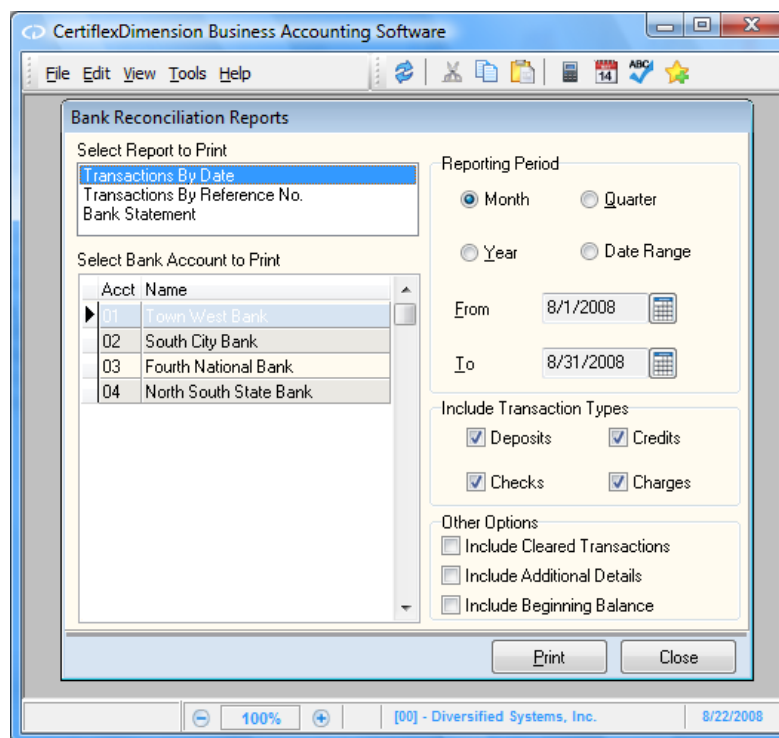 CertiflexDimension Business Accounting Software
File Edit View Tools Help
14
ABC
Bank Reconciliation Reports
Select Report to Print
Transactions By Date
Transactions By Reference No.
Bank Statement
Select Bank Account to Print
Acct Name
01 Town West Bank
02 South City Bank
03 Fourth National Bank
04 North South State Bank
Reporting Period
Month Quarter
Year Date Range
From 8/1/2008
To 8/31/2008
Include Transaction Types
Deposits Credits
Checks Charges
Other Options
Include Cleared Transactions
Include Additional Details
Include Beginning Balance
Print Close
100% [00] - Diversified Systems, Inc. 8/22/2008